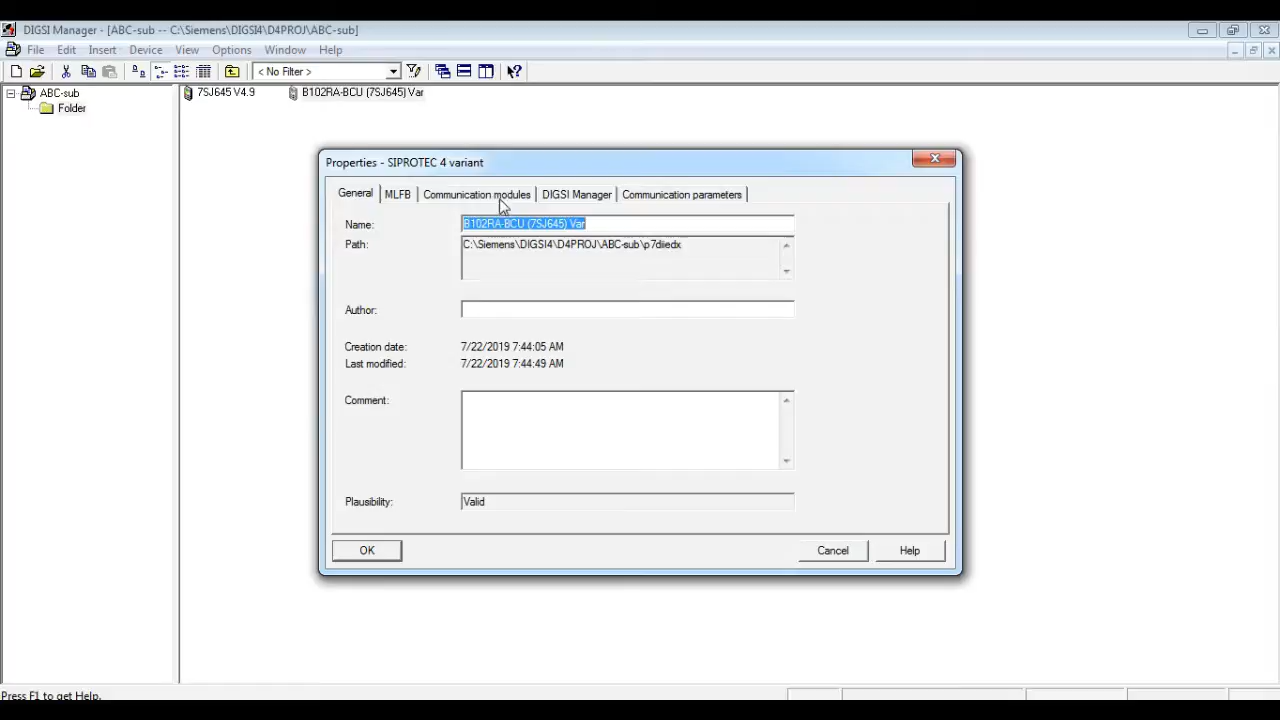 DIGSI Manager - [ABC-sub -- C:\Siemens\DIGSI4\D4PROJ\ABC-sub]
File Edit Insert Device View Options Window Help
< No Filter >
ABC-sub
Folder
7SJ645 V4.9 B102RA-BCU (7SJ645) Var
Properties - SIPROTEC 4 variant
General MLFB Communication modules DIGSI Manager Communication parameters
Name: B102RA-BCU (7SJ645) Var
Path: C:\Siemens\DIGSI4\D4PROJ\ABC-sub\p7diiedx
Author:
Creation date: 7/22/2019 7:44:05 AM
Last modified: 7/22/2019 7:44:49 AM
Comment:
Plausibility: Valid
OK Cancel Help
Press F1 to get Help.